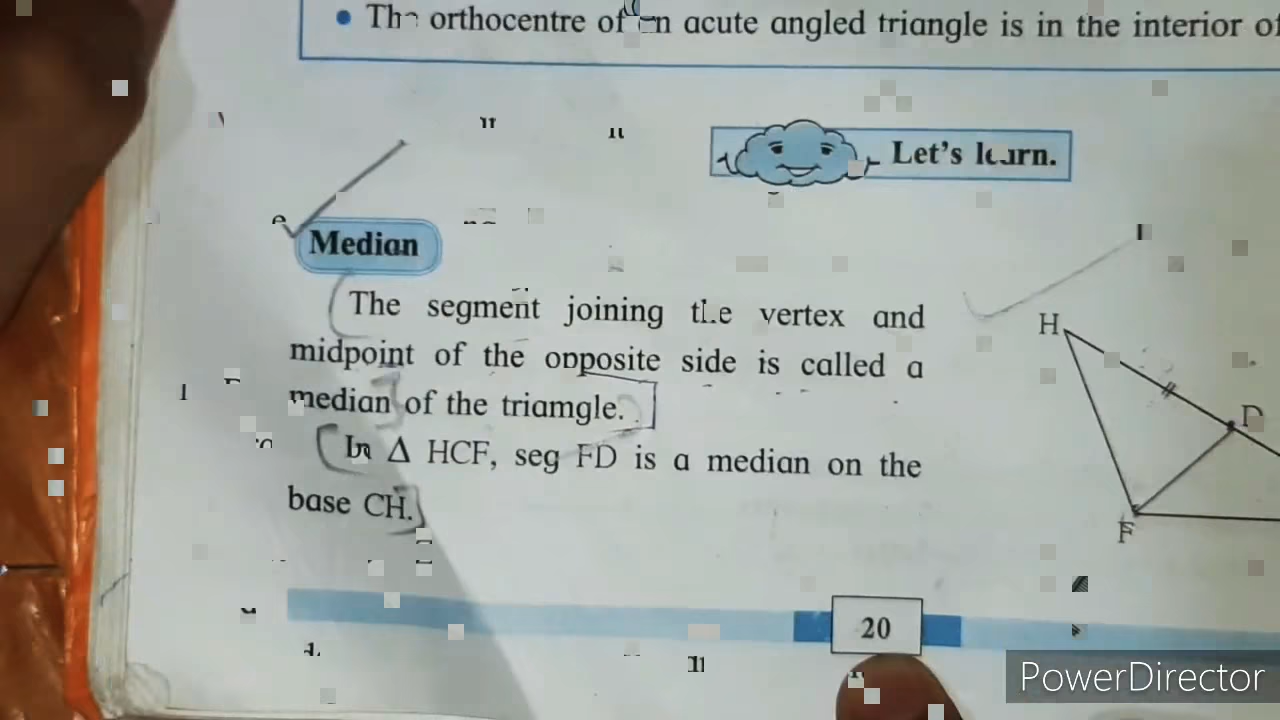 • The orthocentre of an acute angled triangle is in the interior of
Let's learn.
Median
The segment joining the vertex and
midpoint of the opposite side is called a
median of the triamgle.
In Δ HCF, seg FD is a median on the
base CH.
H
D
F
20
PowerDirector